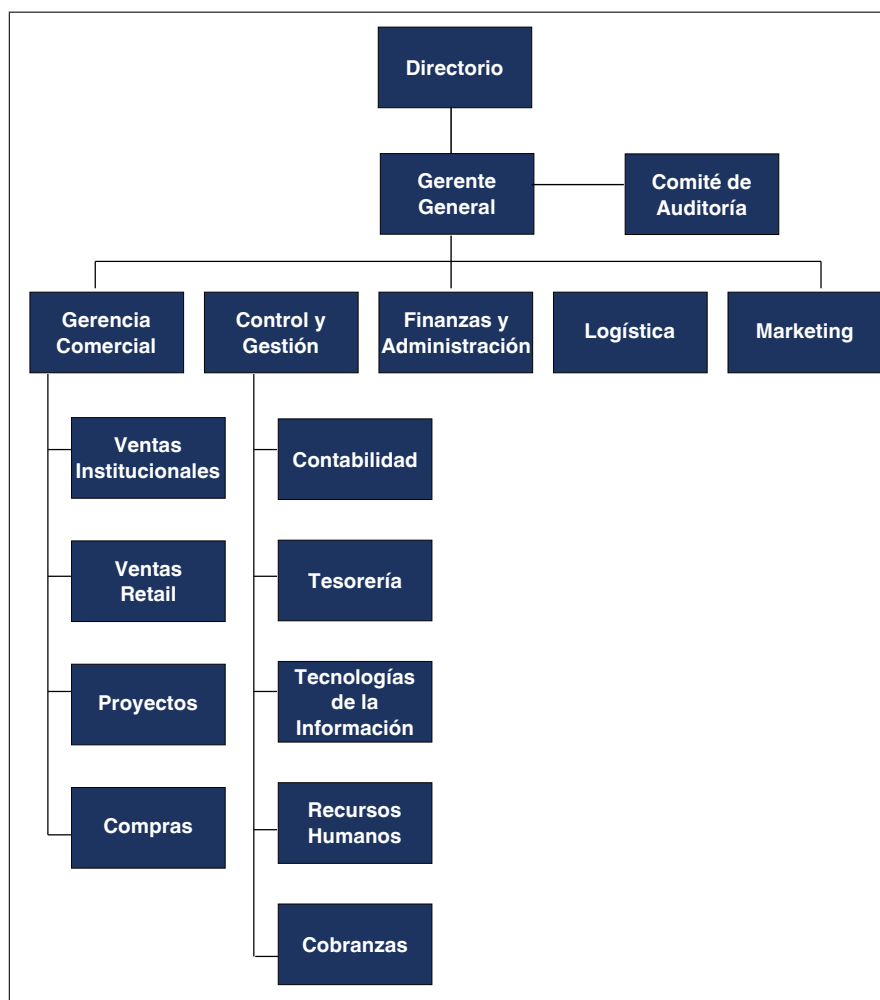 Directorio
Gerente
General
Comité de
Auditoría
Gerencia
Comercial
Control y
Gestión
Finanzas y
Administración
Logística
Marketing
Ventas
Institucionales
Ventas
Retail
Proyectos
Compras
Contabilidad
Tesorería
Tecnologías
de la
Información
Recursos
Humanos
Cobranzas